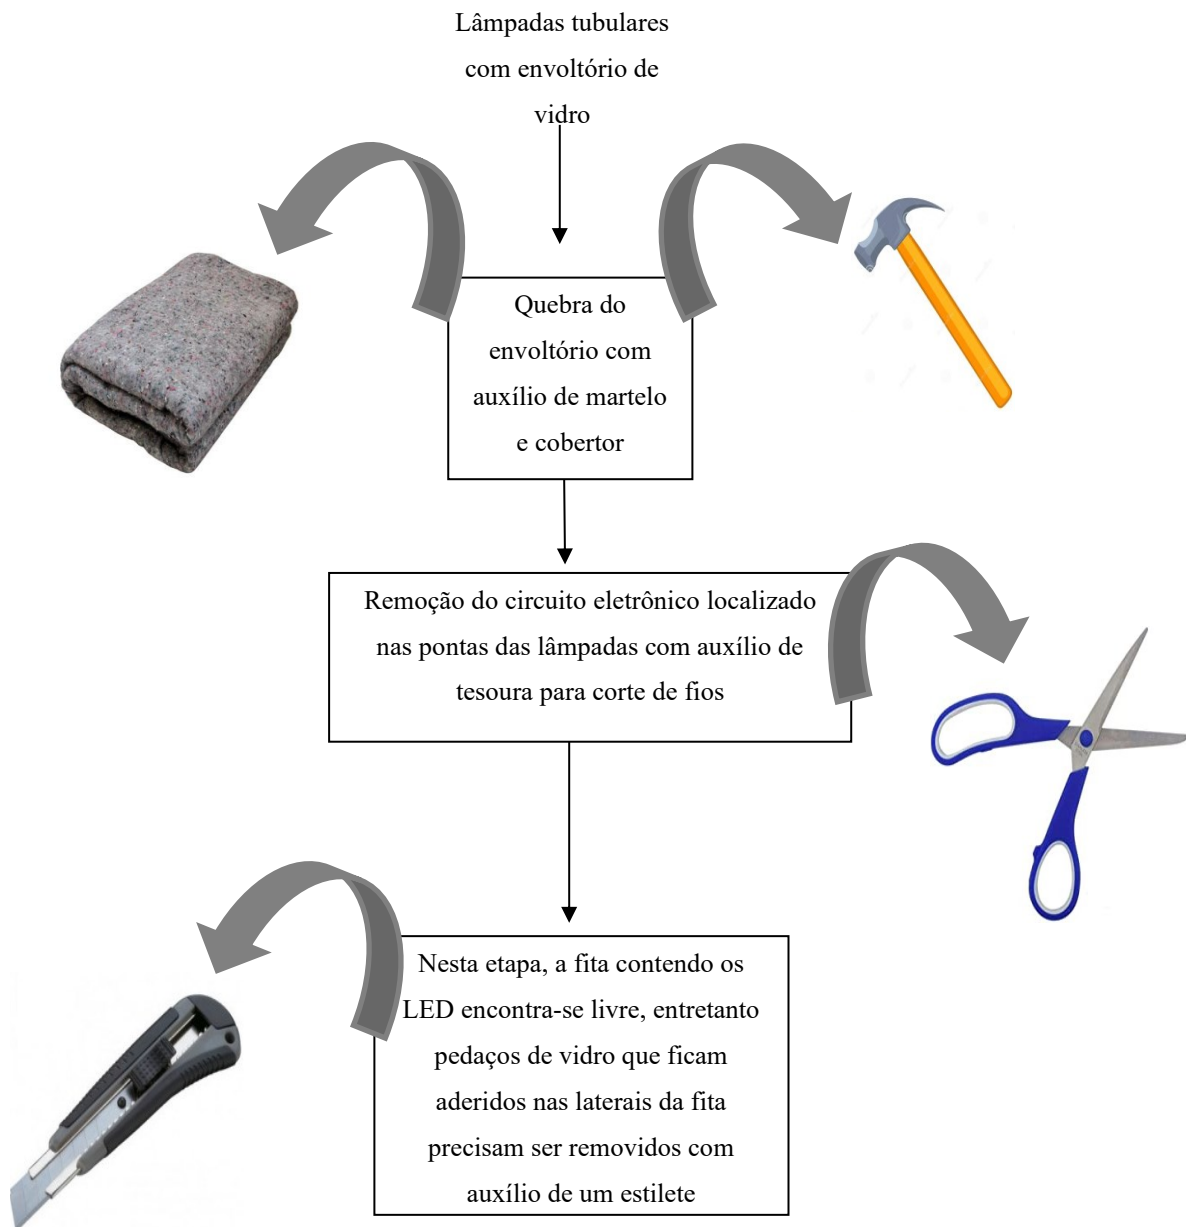 Lâmpadas tubulares
com envoltório de
vidro
Quebra do
envoltório com
auxílio de martelo
e cobertor
Remoção do circuito eletrônico localizado
nas pontas das lâmpadas com auxílio de
tesoura para corte de fios
Nesta etapa, a fita contendo os
LED encontra-se livre, entretanto
pedaços de vidro que ficam
aderidos nas laterais da fita
precisam ser removidos com
auxílio de um estilete